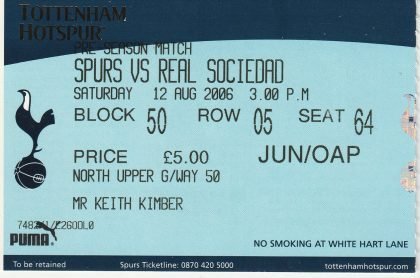 TOTTENHAM
HOTSPUR
PRE SEASON MATCH
SPURS VS REAL SOCIEDAD
SATURDAY 12 AUG 2006 3.00 P.M
BLOCK 50 ROW 05 SEAT 64
PRICE £5.00 JUN/OAP
NORTH UPPER G/WAY 50
MR KEITH KIMBER
PUMA
NO SMOKING AT WHITE HART LANE
To be retained Spurs Ticketline: 0870 420 5000 tottenhamhotspur.com